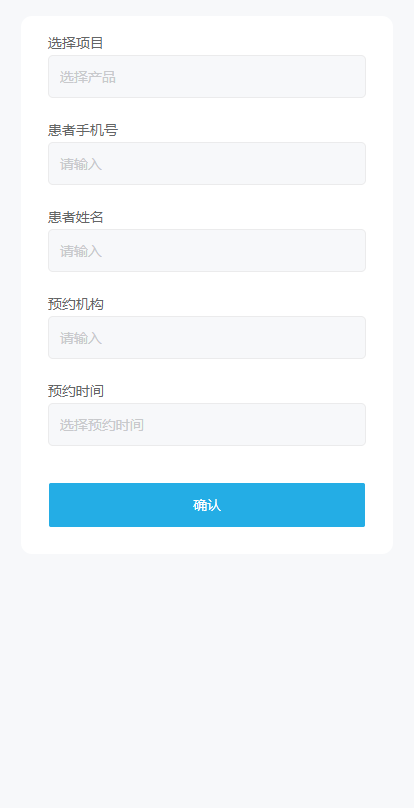 选择项目
选择产品
患者手机号
请输入
患者姓名
请输入
预约机构
请输入
预约时间
选择预约时间
确认